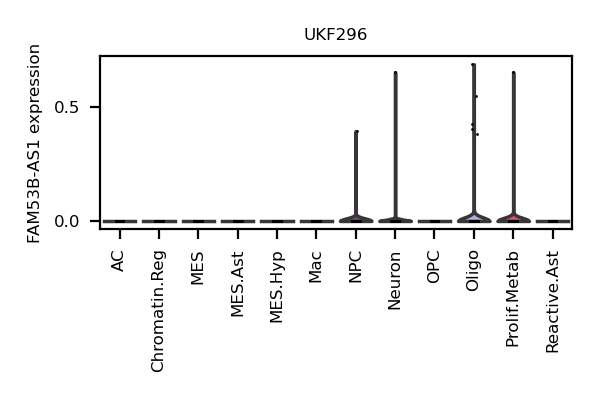 UKF296
FAM53B-AS1 expression
0.5
0.0
AC
Chromatin.Reg
MES
MES.Ast
MES.Hyp
Mac
NPC
Neuron
OPC
Oligo
Prolif.Metab
Reactive.Ast